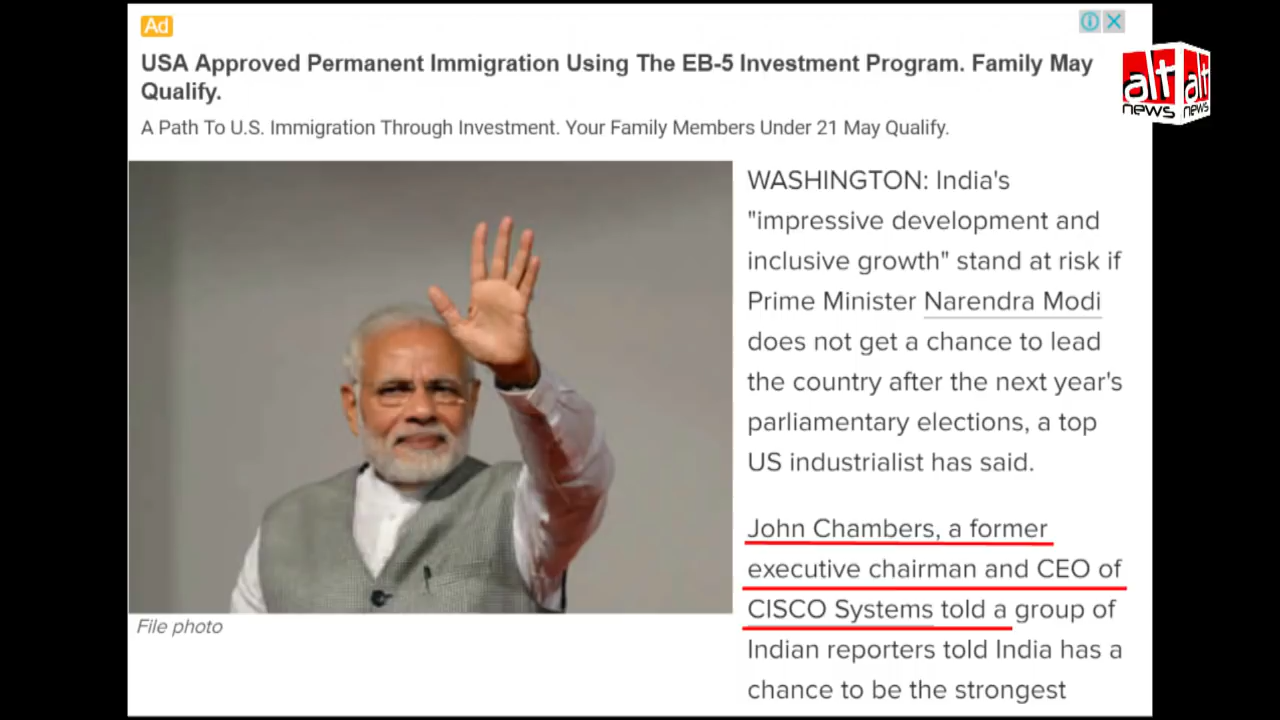 Ad
USA Approved Permanent Immigration Using The EB-5 Investment Program. Family May
Qualify.
A Path To U.S. Immigration Through Investment. Your Family Members Under 21 May Qualify.
alt
news
alt
news
WASHINGTON: India's
"impressive development and
inclusive growth" stand at risk if
Prime Minister Narendra Modi
does not get a chance to lead
the country after the next year's
parliamentary elections, a top
US industrialist has said.
John Chambers, a former
executive chairman and CEO of
CISCO Systems told a group of
Indian reporters told India has a
chance to be the strongest
File photo